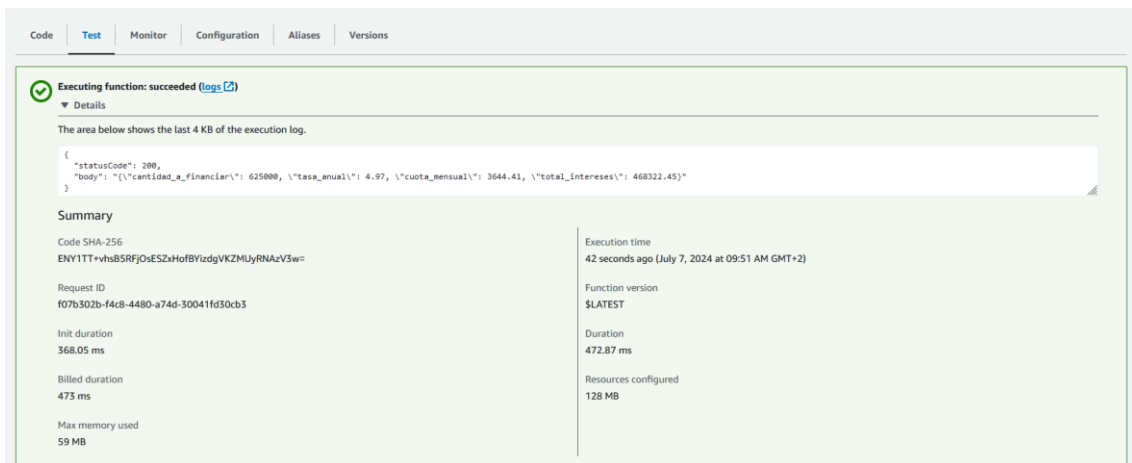 Code Test Monitor Configuration Aliases Versions
Executing function: succeeded (logs)
Details
The area below shows the last 4 KB of the execution log.
{
"statusCode": 200,
"body": "{\"cantidad_a_financiar\": 625000, \"tasa_anual\": 4.97, \"cuota_mensual\": 3644.41, \"total_intereses\": 468322.45}"
}
Summary
Code SHA-256
ENY1TT+vhsB5RFjOsESZxHofBYizdgVKZMUyRNAzV3w=
Execution time
42 seconds ago (July 7, 2024 at 09:51 AM GMT+2)
Request ID
f07b302b-f4c8-4480-a74d-30041fd30cb3
Function version
$LATEST
Init duration
368.05 ms
Duration
472.87 ms
Billed duration
473 ms
Resources configured
128 MB
Max memory used
59 MB